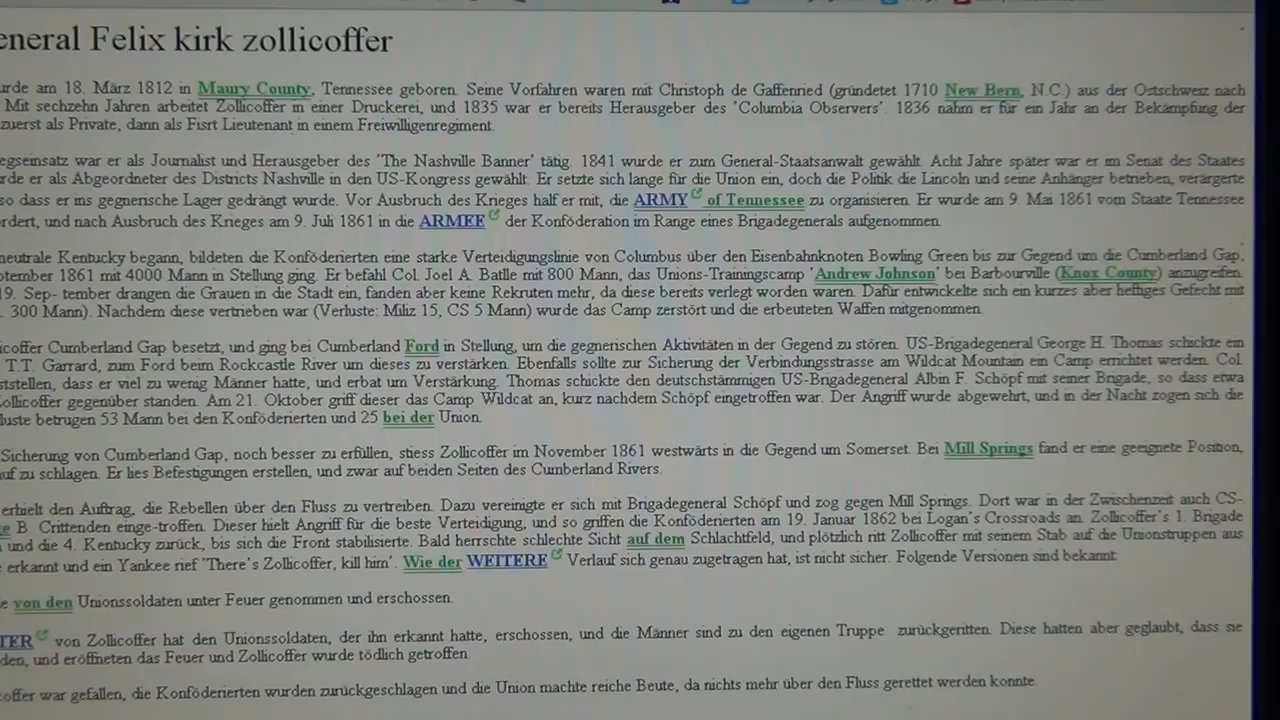 eneral Felix kirk zollicoffer
urde am 18. März 1812 in Maury County, Tennessee geboren. Seine Vorfahren waren mit Christoph de Gaffenried (gründetet 1710 New Bern, N.C.) aus der Ostschweiz nach
Mit sechzehn Jahren arbeitet Zollicoffer in einer Druckerei, und 1835 war er bereits Herausgeber des 'Columbia Observers'. 1836 nahm er für ein Jahr an der Bekämpfung der
zuerst als Private, dann als Fisrt Lieutenant in einem Freiwilligenregiment.
egseinsatz war er als Journalist und Herausgeber des 'The Nashville Banner' tätig. 1841 wurde er zum General-Staatsanwalt gewählt. Acht Jahre später war er im Senat des Staates
rde er als Abgeordneter des Districts Nashville in den US-Kongress gewählt. Er setzte sich lange für die Union ein, doch die Politik die Lincoln und seine Anhänger betrieben, verärgerte
so dass er ins gegnerische Lager gedrängt wurde. Vor Ausbruch des Krieges half er mit, die ARMY of Tennessee zu organisieren. Er wurde am 9. Mai 1861 vom Staate Tennessee
rdert, und nach Ausbruch des Krieges am 9. Juli 1861 in die ARMEE der Konföderation im Range eines Brigadegenerals aufgenommen.
neutrale Kentucky begann, bildeten die Konföderierten eine starke Verteidigungslinie von Columbus über den Eisenbahnknoten Bowling Green bis zur Gegend um die Cumberland Gap,
ptember 1861 mit 4000 Mann in Stellung ging. Er befahl Col. Joel A. Batlle mit 800 Mann, das Unions-Trainingscamp 'Andrew Johnson' bei Barbourville (Knox County) anzugreifen.
19. Sep- tember drangen die Grauen in die Stadt ein, fanden aber keine Rekruten mehr, da diese bereits verlegt worden waren. Dafür entwickelte sich ein kurzes aber heftiges Gefecht mit
. 300 Mann). Nachdem diese vertrieben war (Verluste: Miliz 15, CS 5 Mann) wurde das Camp zerstört und die erbeuteten Waffen mitgenommen.
icoffer Cumberland Gap besetzt, und ging bei Cumberland Ford in Stellung, um die gegnerischen Aktivitäten in der Gegend zu stören. US-Brigadegeneral George H. Thomas schickte ein
T.T. Garrard, zum Ford beim Rockcastle River um dieses zu verstärken. Ebenfalls sollte zur Sicherung der Verbindungsstrasse am Wildcat Mountain ein Camp errichtet werden. Col.
ststellen, dass er viel zu wenig Männer hatte, und erbat um Verstärkung. Thomas schickte den deutschstämmigen US-Brigadegeneral Albin F. Schöpf mit seiner Brigade, so dass etwa
ollicoffer gegenüber standen. Am 21. Oktober griff dieser das Camp Wildcat an, kurz nachdem Schöpf eingetroffen war. Der Angriff wurde abgewehrt, und in der Nacht zogen sich die
luste betrugen 53 Mann bei den Konföderierten und 25 bei der Union.
Sicherung von Cumberland Gap, noch besser zu erfüllen, stiess Zollicoffer im November 1861 westwärts in die Gegend um Somerset. Bei Mill Springs fand er eine geeignete Position,
uf zu schlagen. Er lies Befestigungen erstellen, und zwar auf beiden Seiten des Cumberland Rivers.
erhielt den Auftrag, die Rebellen über den Fluss zu vertreiben. Dazu vereinigte er sich mit Brigadegeneral Schöpf und zog gegen Mill Springs. Dort war in der Zwischenzeit auch CS-
e B. Crittenden einge-troffen. Dieser hielt Angriff für die beste Verteidigung, und so griffen die Konföderierten am 19. Januar 1862 bei Logan's Crossroads an. Zollicoffer's 1. Brigade
und die 4. Kentucky zurück, bis sich die Front stabilisierte. Bald herrschte schlechte Sicht auf dem Schlachtfeld, und plötzlich ritt Zollicoffer mit seinem Stab auf die Unionstruppen aus
erkannt und ein Yankee rief 'There's Zollicoffer, kill him'. Wie der WEITERE Verlauf sich genau zugetragen hat, ist nicht sicher. Folgende Versionen sind bekannt:
e von den Unionssoldaten unter Feuer genommen und erschossen.
TER von Zollicoffer hat den Unionssoldaten, der ihn erkannt hatte, erschossen, und die Männer sind zu den eigenen Truppe zurückgeritten. Diese hatten aber geglaubt, dass sie
den, und eröffneten das Feuer und Zollicoffer wurde tödlich getroffen.
coffer war gefallen, die Konföderierten wurden zurückgeschlagen und die Union machte reiche Beute, da nichts mehr über den Fluss gerettet werden konnte.